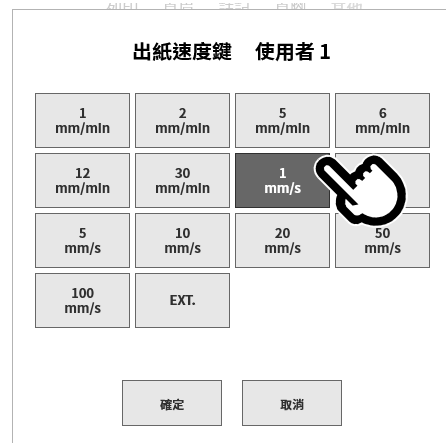 出紙速度鍵 使用者 1
1
mm/min
2
mm/min
5
mm/min
6
mm/min
12
mm/min
30
mm/min
1
mm/s
5
mm/s
10
mm/s
20
mm/s
50
mm/s
100
mm/s
EXT.
確定
取消